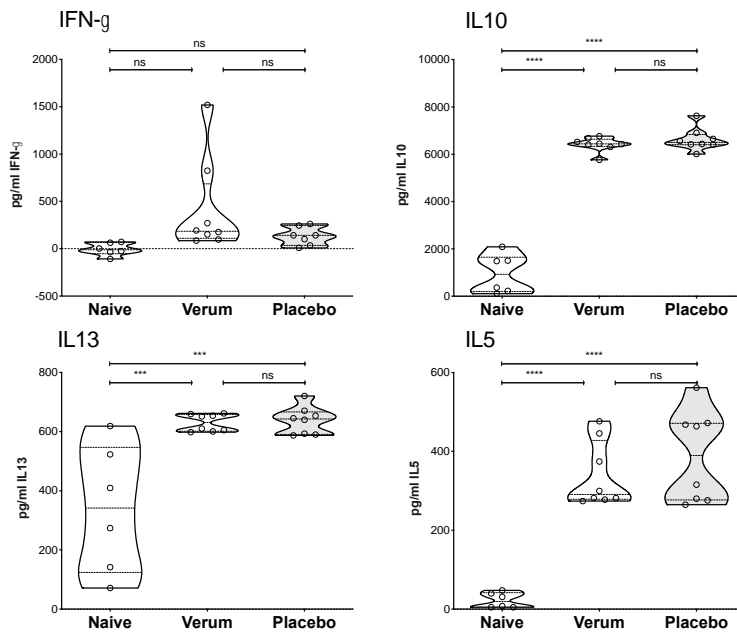 IFN-g
ns
ns
ns
pg/ml IFN-g
2000
1500
1000
500
0
-500
Naive Verum Placebo
IL10
****
****
ns
pg/ml IL10
10000
8000
6000
4000
2000
0
Naive Verum Placebo
IL13
***
***
ns
pg/ml IL13
800
600
400
200
0
Naive Verum Placebo
IL5
****
****
ns
pg/ml IL5
600
400
200
0
Naive Verum Placebo